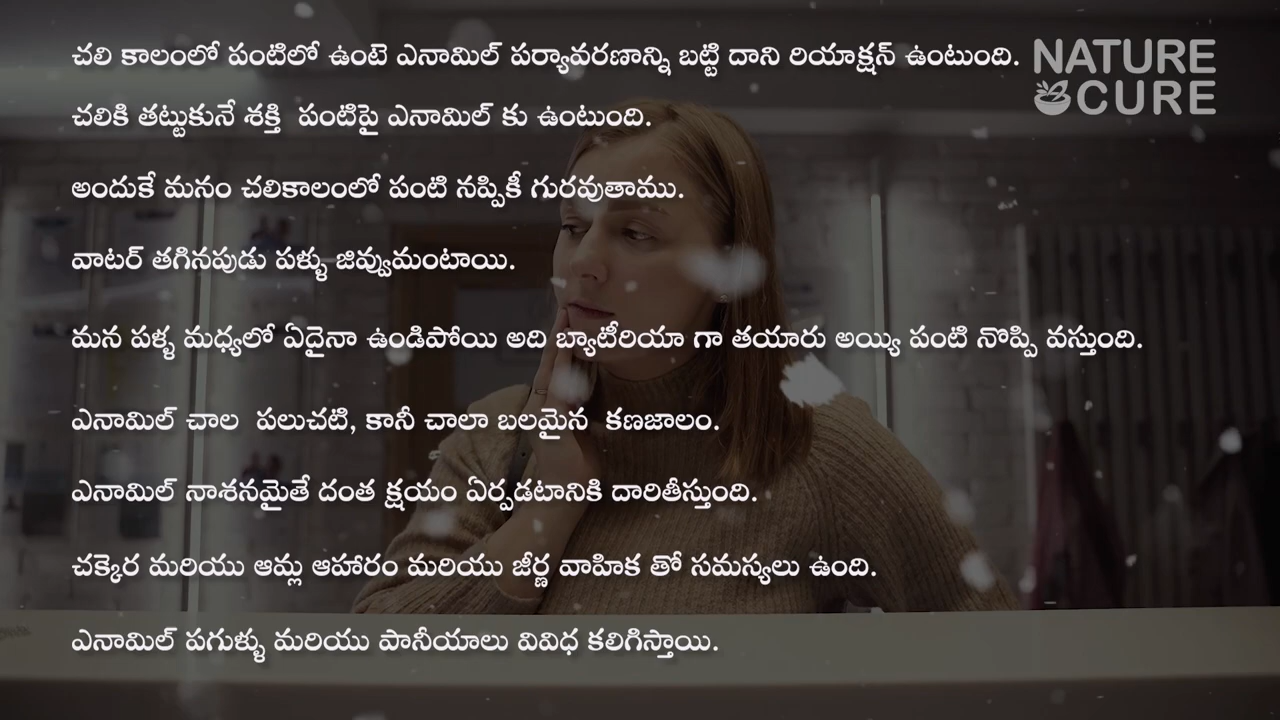 చలి కాలంలో పంటిలో ఉంటె ఎనామిల్ పర్యావరణాన్ని బట్టి దాని రియాక్షన్ ఉంటుంది.
NATURE
CURE
చలికి తట్టుకునే శక్తి పంటిపై ఎనామిల్ కు ఉంటుంది.
అందుకే మనం చలికాలంలో పంటి నప్పికీ గురవుతాము.
వాటర్ తగినపుడు పళ్ళు జివ్వుమంటాయి.
మన పళ్ళ మధ్యలో ఏదైనా ఉండిపోయి అది బ్యాటీరియా గా తయారు అయ్యి పంటి నొప్పి వస్తుంది.
ఎనామిల్ చాల పలుచటి, కానీ చాలా బలమైన కణజాలం.
ఎనామిల్ నాశనమైతే దంత క్షయం ఏర్పడటానికి దారితీస్తుంది.
చక్కెర మరియు ఆమ్ల ఆహారం మరియు జీర్ణ వాహిక తో సమస్యలు ఉంది.
ఎనామిల్ పగుళ్ళు మరియు పానీయాలు వివిధ కలిగిస్తాయి.